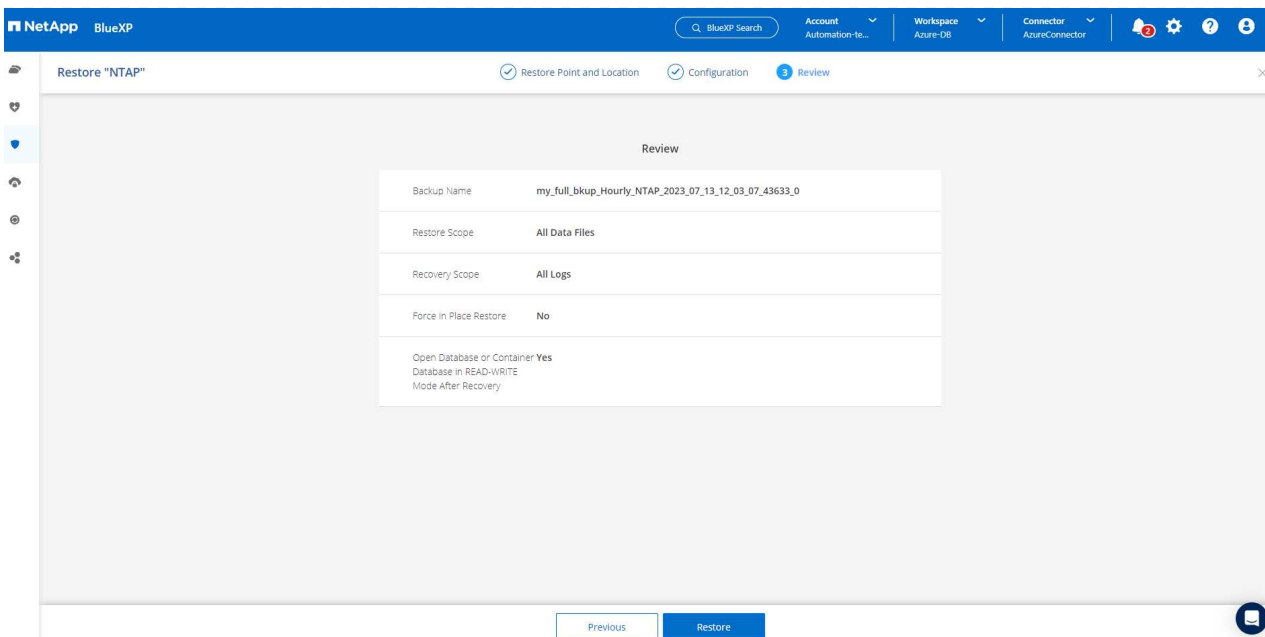 NetApp BlueXP
BlueXP Search
Account
Automation-te...
Workspace
Azure-DB
Connector
AzureConnector
2
Restore "NTAP"
Restore Point and Location
Configuration
3 Review
Review
Backup Name my_full_bkup_Hourly_NTAP_2023_07_13_12_03_07_43633_0
Restore Scope All Data Files
Recovery Scope All Logs
Force in Place Restore No
Open Database or Container Yes
Database in READ-WRITE
Mode After Recovery
Previous Restore